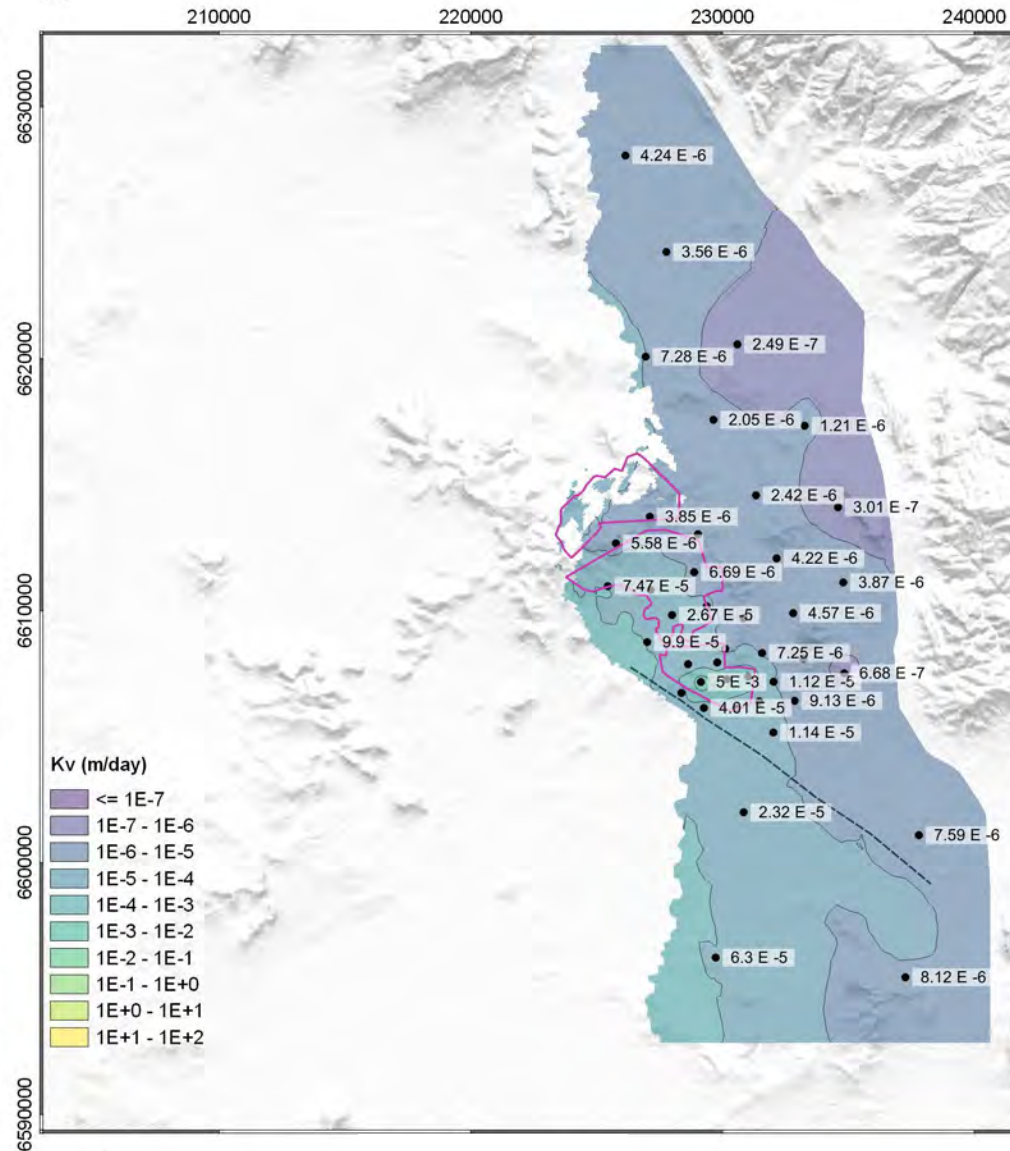 210000
220000
230000
240000
6630000
6620000
6610000
6600000
6590000
4.24 E -6
3.56 E -6
2.49 E -7
7.28 E -6
2.05 E -6
1.21 E -6
2.42 E -6
3.01 E -7
3.85 E -6
5.58 E -6
4.22 E -6
6.69 E -6
3.87 E -6
7.47 E -5
2.67 E -5
4.57 E -6
9.9 E -5
7.25 E -6
6.68 E -7
5 E -3
1.12 E -5
9.13 E -6
4.01 E -5
1.14 E -5
2.32 E -5
7.59 E -6
6.3 E -5
8.12 E -6
Kv (m/day)
<= 1E-7
1E-7 - 1E-6
1E-6 - 1E-5
1E-5 - 1E-4
1E-4 - 1E-3
1E-3 - 1E-2
1E-2 - 1E-1
1E-1 - 1E+0
1E+0 - 1E+1
1E+1 - 1E+2